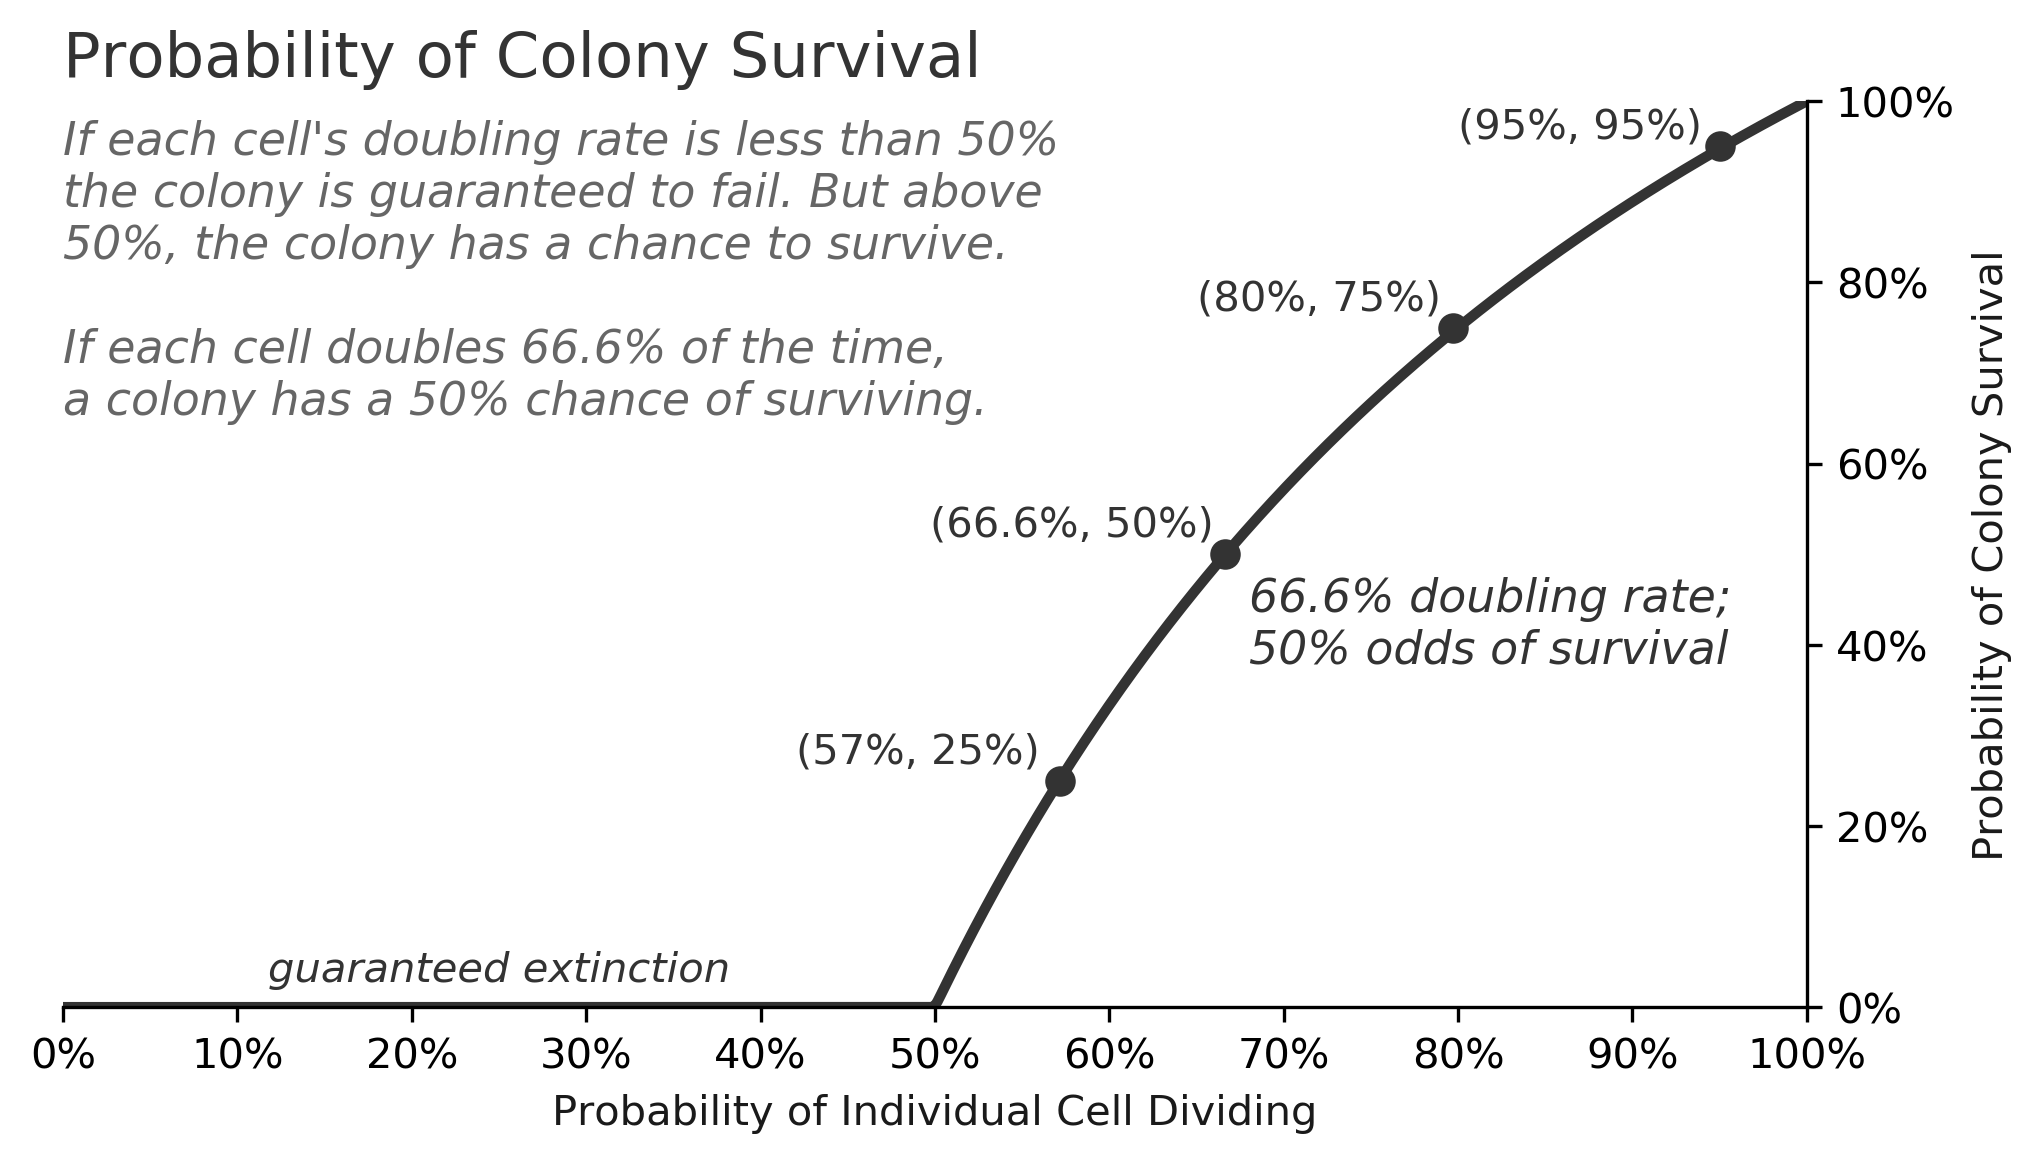 Probability of Colony Survival
If each cell's doubling rate is less than 50%
the colony is guaranteed to fail. But above
50%, the colony has a chance to survive.
If each cell doubles 66.6% of the time,
a colony has a 50% chance of surviving.
(95%, 95%)
(80%, 75%)
(66.6%, 50%)
66.6% doubling rate;
50% odds of survival
(57%, 25%)
guaranteed extinction
100%
80%
60%
40%
20%
0%
Probability of Colony Survival
0% 10% 20% 30% 40% 50% 60% 70% 80% 90% 100%
Probability of Individual Cell Dividing